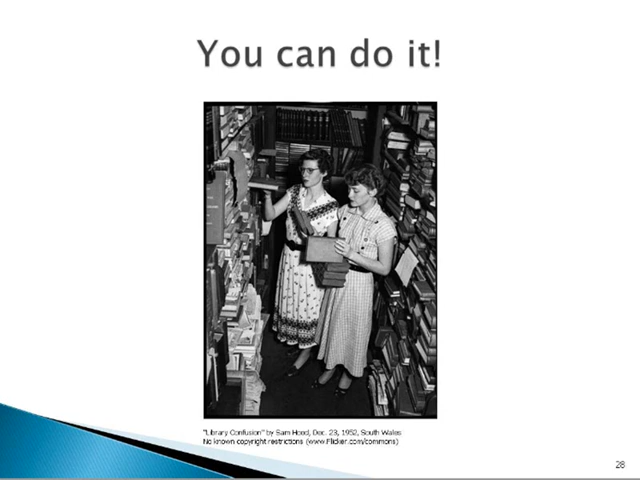 You can do it!
"Library Confusion" by Sam Hood, Dec. 23, 1952, South Wales
No known copyright restrictions (www.Flicker.com/commons)
28